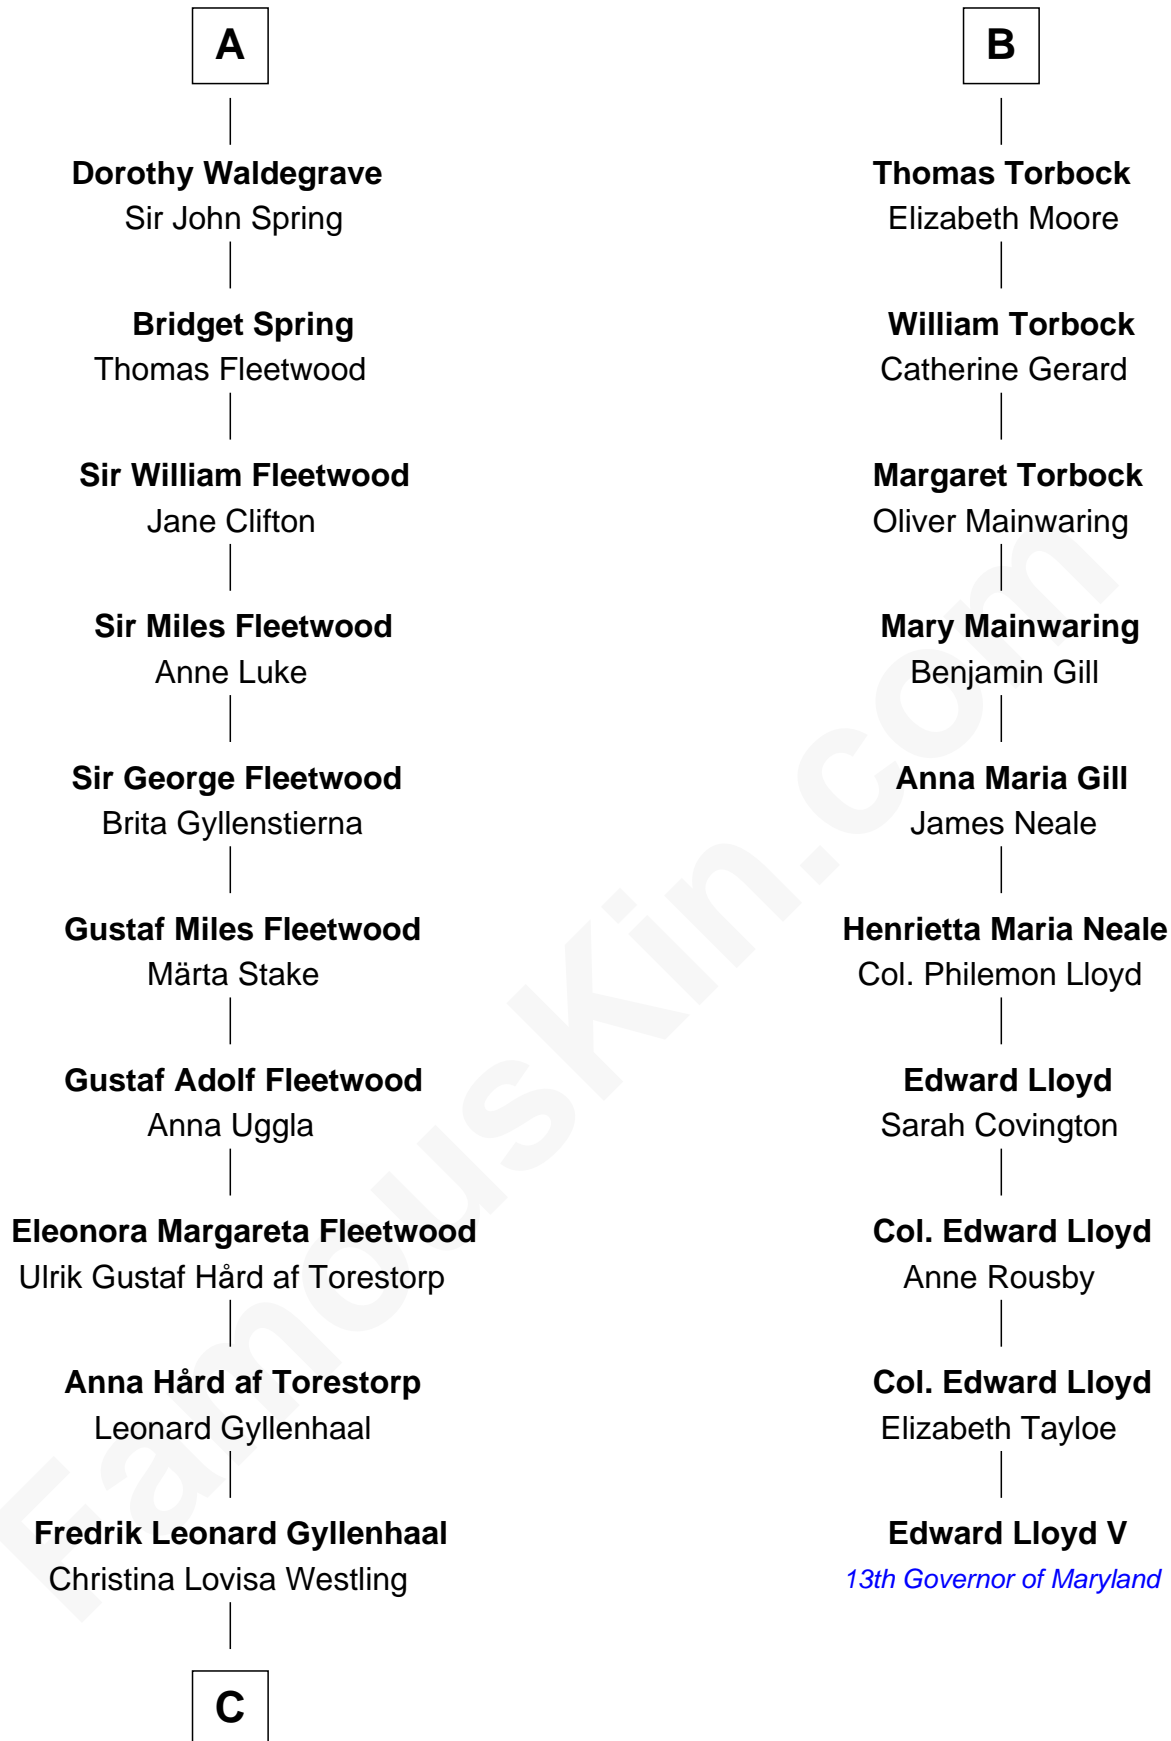 A
Dorothy Waldegrave
Sir John Spring
Bridget Spring
Thomas Fleetwood
Sir William Fleetwood
Jane Clifton
Sir Miles Fleetwood
Anne Luke
Sir George Fleetwood
Brita Gyllenstierna
Gustaf Miles Fleetwood
Märta Stake
Gustaf Adolf Fleetwood
Anna Uggla
Eleonora Margareta Fleetwood
Ulrik Gustaf Hård af Torestorp
Anna Hård af Torestorp
Leonard Gyllenhaal
Fredrik Leonard Gyllenhaal
Christina Lovisa Westling
C
B
Thomas Torbock
Elizabeth Moore
William Torbock
Catherine Gerard
Margaret Torbock
Oliver Mainwaring
Mary Mainwaring
Benjamin Gill
Anna Maria Gill
James Neale
Henrietta Maria Neale
Col. Philemon Lloyd
Edward Lloyd
Sarah Covington
Col. Edward Lloyd
Anne Rousby
Col. Edward Lloyd
Elizabeth Tayloe
Edward Lloyd V
13th Governor of Maryland
FamousKin.com